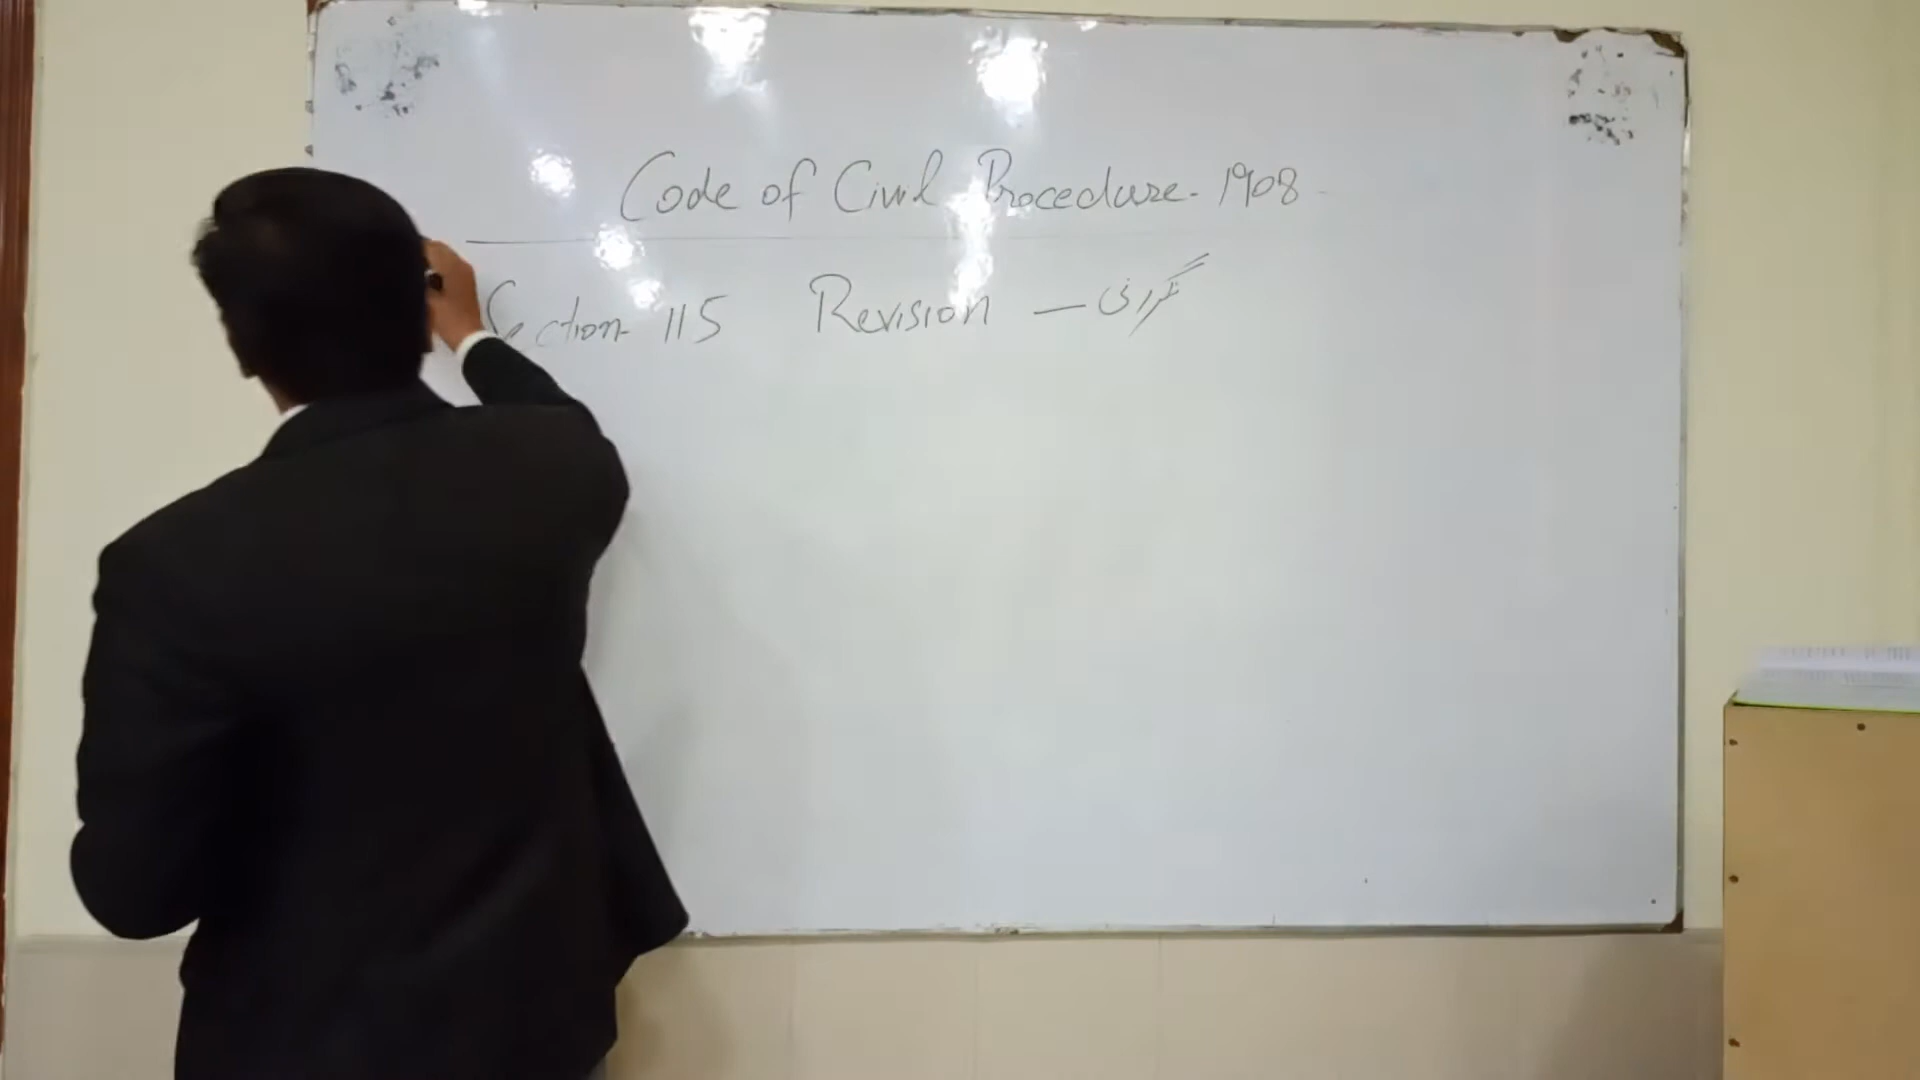 Code of Civil Procedure - 1908
Section 115 Revision — نگرانی